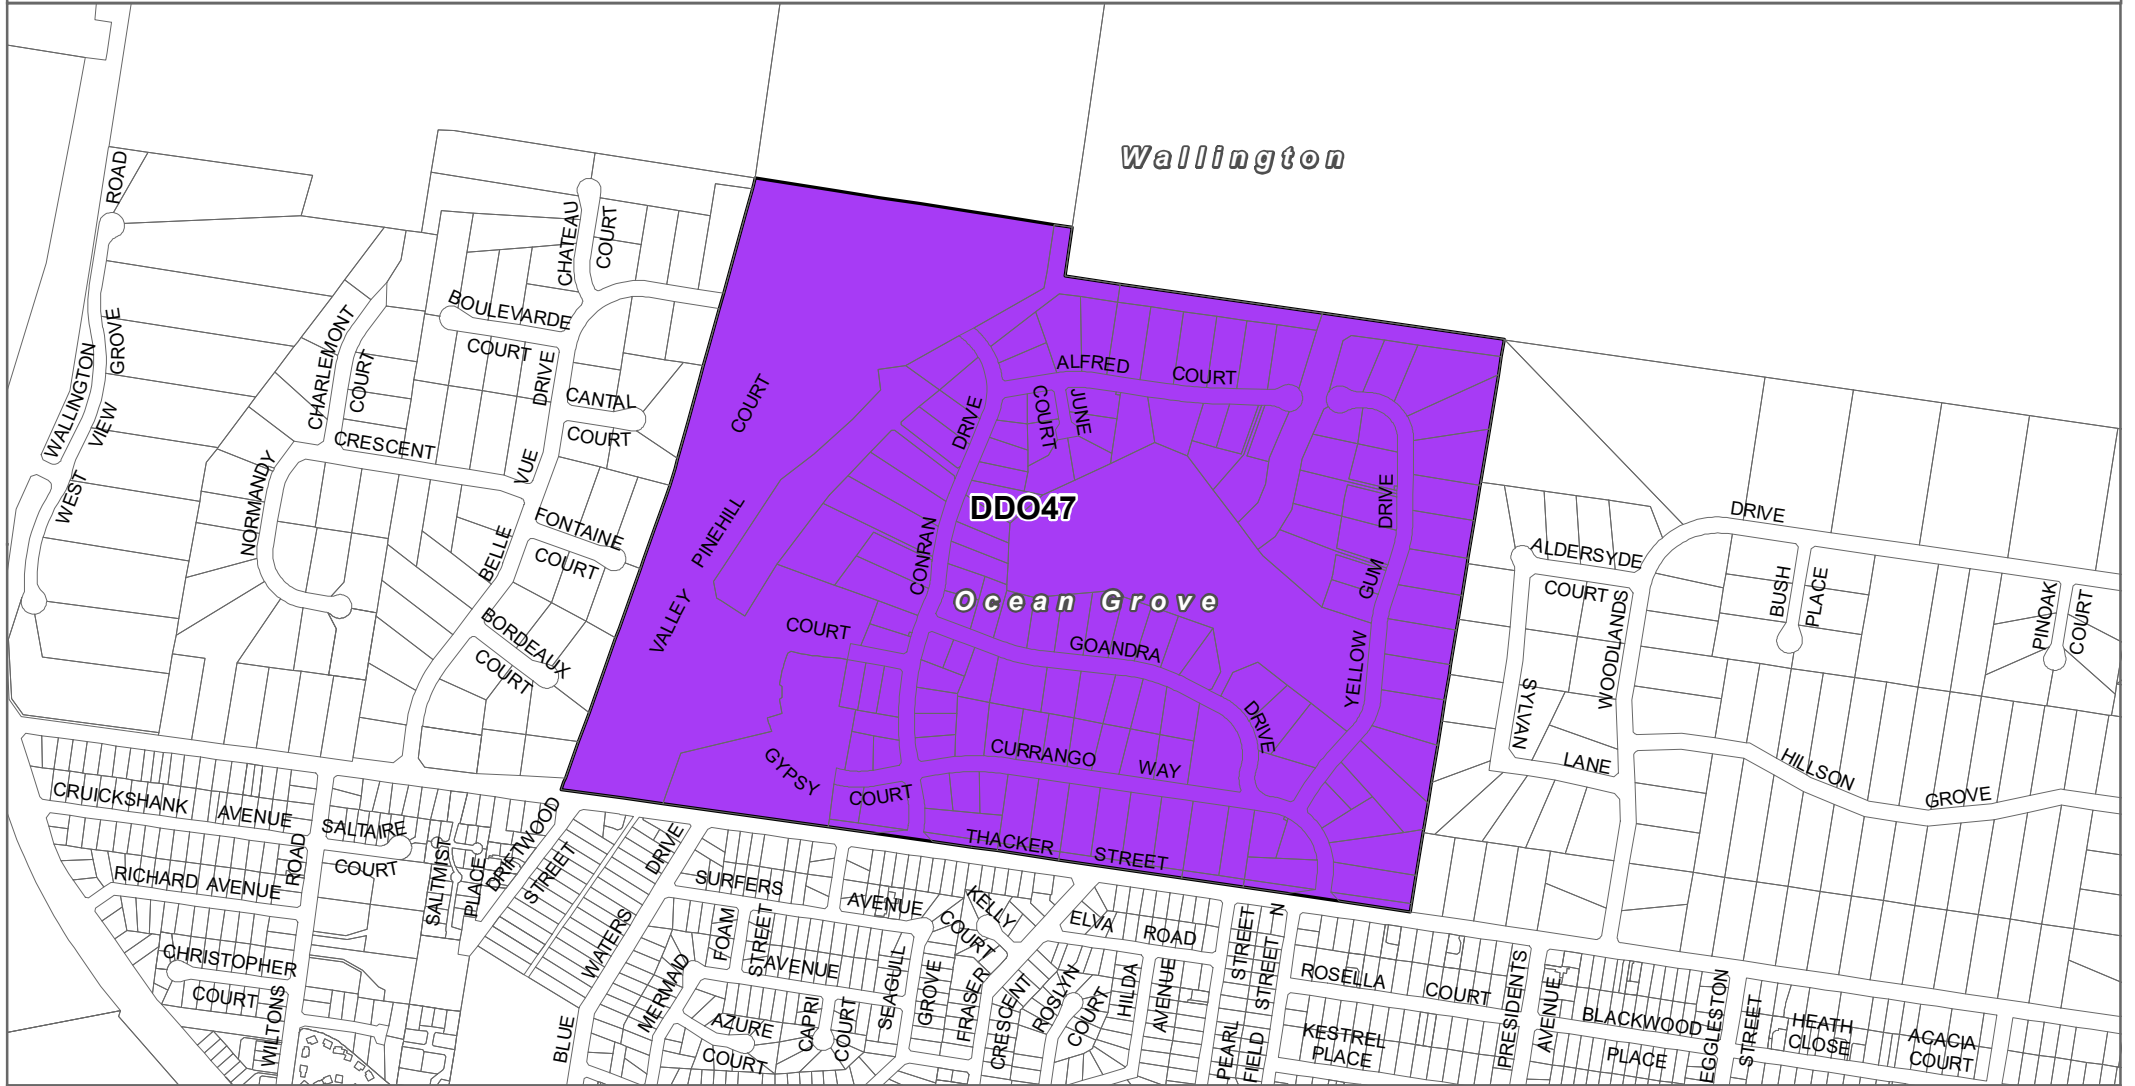 Wallington
ROAD
CHATEAU
COURT
BOULEVARDE
COURT
GROVE
WALLINGTON
VIEW
WEST
CHARLEMONT
COURT
DRIVE
CANTAL
COURT
CRESCENT
VUE
NORMANDY
FONTAINE
COURT
BELLE
BORDEAUX
COURT
COURT
PINEHILL
VALLEY
ALFRED
COURT
JUNE
COURT
DRIVE
DDO47
DRIVE
CONRAN
GUM
Ocean Grove
COURT
GOANDRA
YELLOW
DRIVE
CURRANGO
WAY
GYPSY
COURT
THACKER
STREET
DRIVE
ALDERSYDE
COURT
BUSH
PLACE
PINOAK
COURT
WOODLANDS
SYLVAN
LANE
HILLSON
GROVE
CRUICKSHANK
AVENUE
SALTAIRE
COURT
ROAD
RICHARD AVENUE
SALTMIST
PLACE
DRIFTWOOD
STREET
DRIVE
SURFERS
AVENUE
KELLY
COURT
ELVA
ROAD
STREET
STREET N
FOAM
STREET
WATERS
AVENUE
MERMAID
SEAGULL
GROVE
FRASER
CRESCENT
ROSLYN
COURT
HILDA
AVENUE
CHRISTOPHER
COURT
WILTONS
BLUE
AZURE
COURT
CAPRI
COURT
PEARL
FIELD
ROSELLA
COURT
KESTREL
PLACE
PRESIDENTS
AVENUE
BLACKWOOD
PLACE
EGGLESTON
STREET
HEATH
CLOSE
ACACIA
COURT